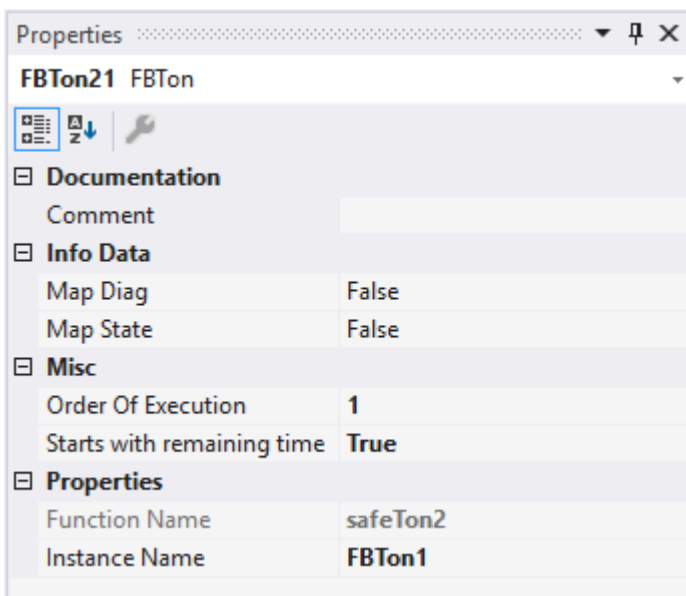 Properties
FBTon21 FBTon
Documentation
Comment
Info Data
Map Diag False
Map State False
Misc
Order Of Execution 1
Starts with remaining time True
Properties
Function Name safeTon2
Instance Name FBTon1